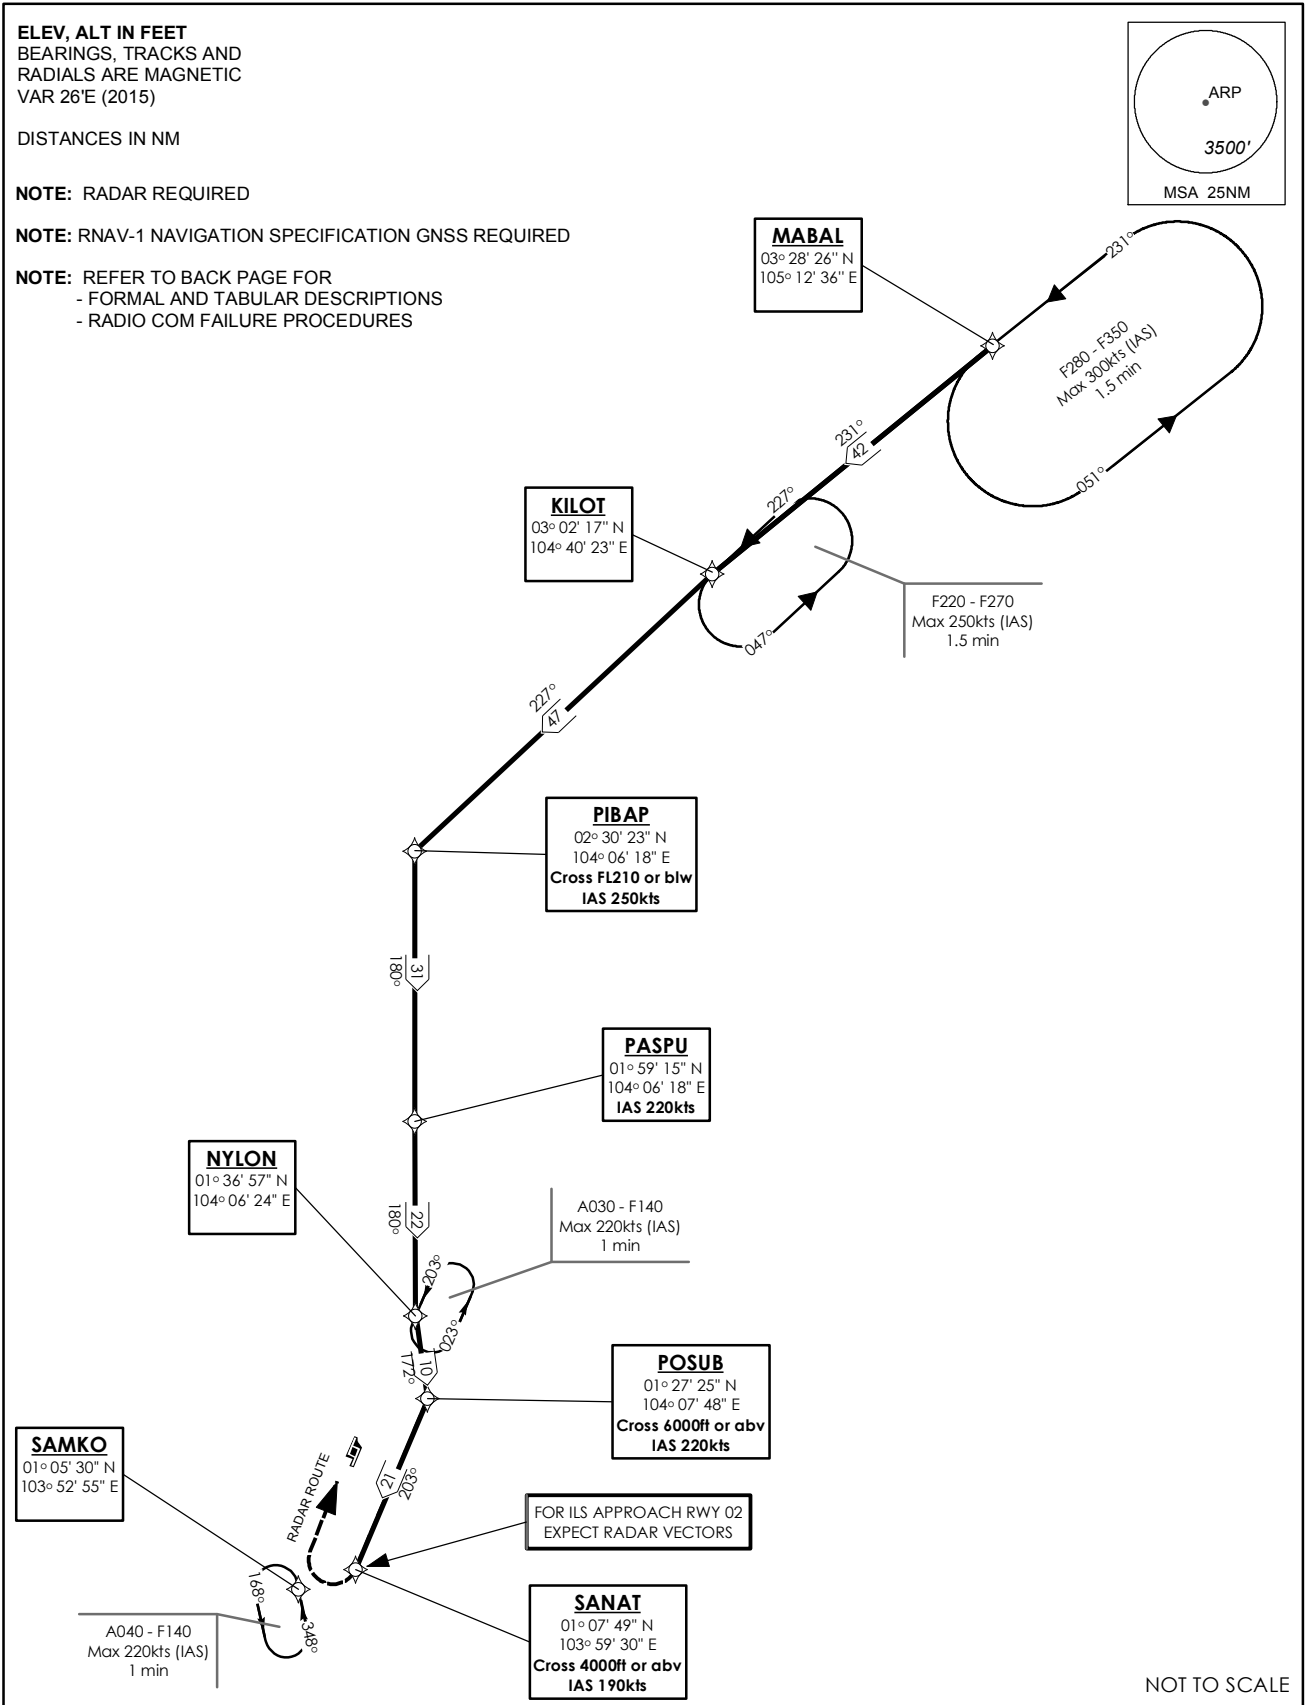 ELEV, ALT IN FEET
BEARINGS, TRACKS AND
RADIALS ARE MAGNETIC
VAR 26'E (2015)
DISTANCES IN NM
NOTE: RADAR REQUIRED
NOTE: RNAV-1 NAVIGATION SPECIFICATION GNSS REQUIRED
NOTE: REFER TO BACK PAGE FOR
- FORMAL AND TABULAR DESCRIPTIONS
- RADIO COM FAILURE PROCEDURES
ARP
3500'
MSA 25NM
MABAL
03° 28' 26" N
105° 12' 36" E
231°
F280 - F350
Max 300kts (IAS)
1.5 min
051°
231°
42
KILOT
03° 02' 17" N
104° 40' 23" E
227°
047°
F220 - F270
Max 250kts (IAS)
1.5 min
227°
47
PIBAP
02° 30' 23" N
104° 06' 18" E
Cross FL210 or blw
IAS 250kts
31
180°
PASPU
01° 59' 15" N
104° 06' 18" E
IAS 220kts
NYLON
01° 36' 57" N
104° 06' 24" E
22
180°
A030 - F140
Max 220kts (IAS)
1 min
203°
023°
10
172°
POSUB
01° 27' 25" N
104° 07' 48" E
Cross 6000ft or abv
IAS 220kts
SAMKO
01° 05' 30" N
103° 52' 55" E
RADAR ROUTE
21
203°
FOR ILS APPROACH RWY 02
EXPECT RADAR VECTORS
168°
348°
A040 - F140
Max 220kts (IAS)
1 min
SANAT
01° 07' 49" N
103° 59' 30" E
Cross 4000ft or abv
IAS 190kts
NOT TO SCALE